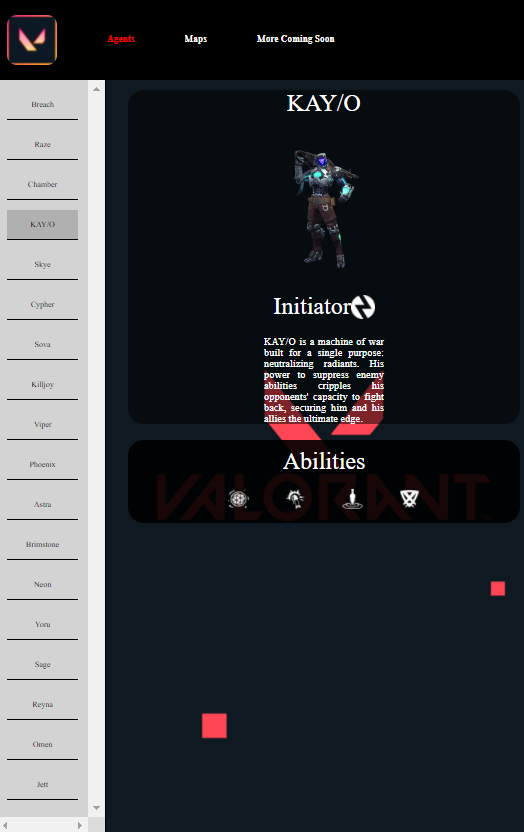 Agents Maps More Coming Soon
Breach
Raze
Chamber
KAY/O
Skye
Cypher
Sova
Killjoy
Viper
Phoenix
Astra
Brimstone
Neon
Yoru
Sage
Reyna
Omen
Jett
KAY/O
Initiator
KAY/O is a machine of war
built for a single purpose:
neutralizing radiants. His
power to suppress enemy
abilities cripples his
opponents' capacity to fight
back, securing him and his
allies the ultimate edge.
Abilities
VALORANT